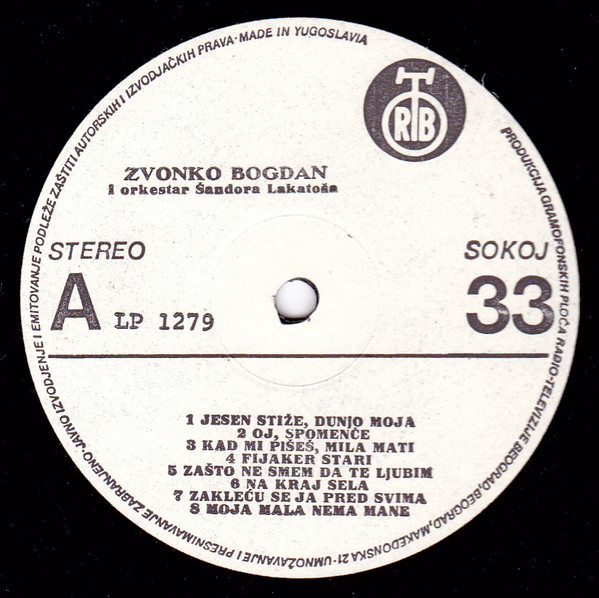 PRODUKCIJA GRAMOFONSKIH PLOČA RADIO-TELEVIZIJE BEOGRAD, BEOGRAD, MAKEDONSKA 21 · UMNOŽAVANJE I PRESNIMAVANJE ZABRANJENO · JAVNO IZVODJENJE I EMITOVANJE PODLEŽE ZAŠTITI AUTORSKIH I IZVODJAČKIH PRAVA · MADE IN YUGOSLAVIA
RTB
ZVONKO BOGDAN
i orkestar Šandora Lakatoša
STEREO
SOKOJ
A LP 1279
33
1 JESEN STIŽE, DUNJO MOJA
2 OJ, SPOMENČE
3 KAD MI PIŠEŠ, MILA MATI
4 FIJAKER STARI
5 ZAŠTO NE SMEM DA TE LJUBIM
6 NA KRAJ SELA
7 ZAKLEĆU SE JA PRED SVIMA
8 MOJA MALA NEMA MANE